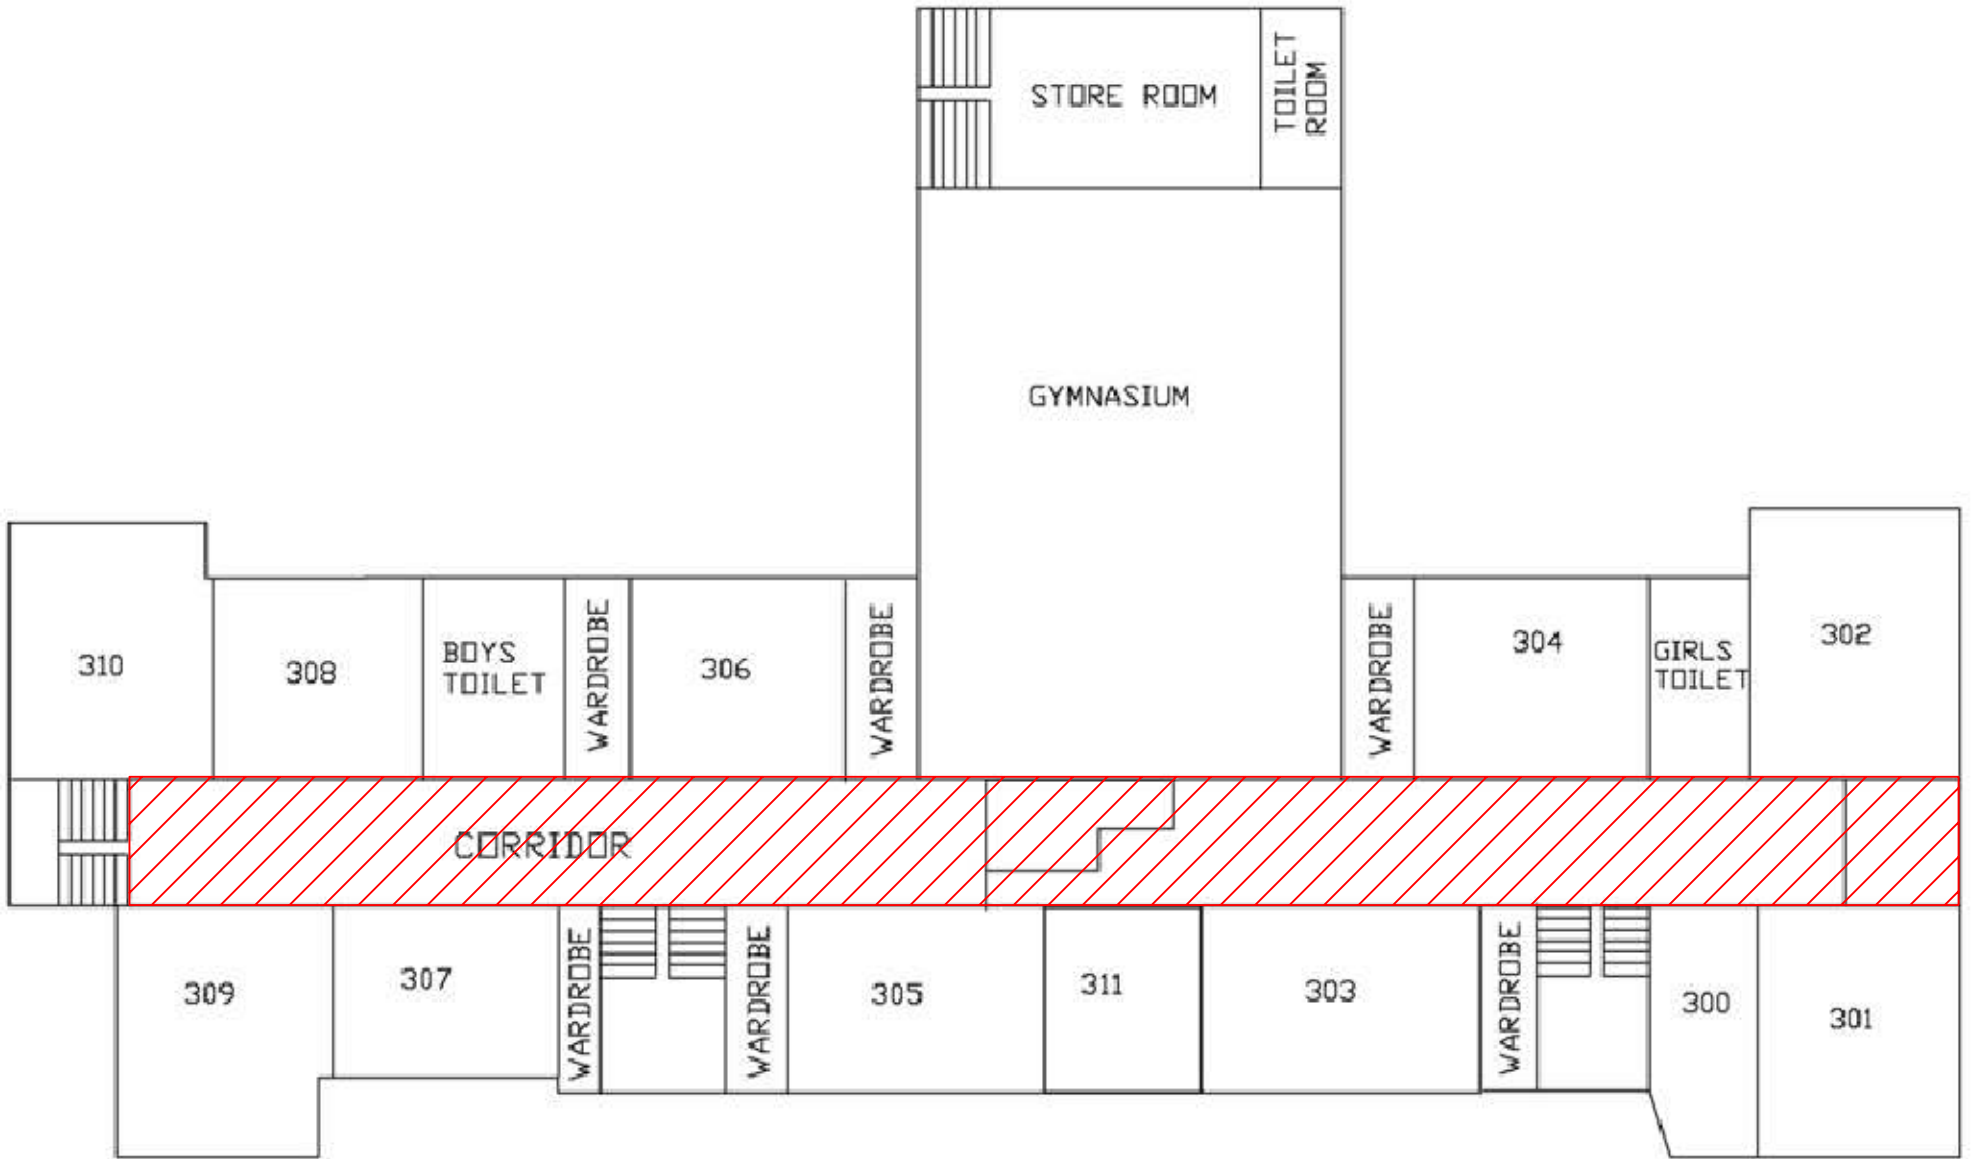 STORE ROOM
TOILET
ROOM
GYMNASIUM
310
308
BOYS
TOILET
WARDROBE
306
WARDROBE
WARDROBE
304
GIRLS
TOILET
302
CORRIDOR
309
307
WARDROBE
WARDROBE
305
311
303
WARDROBE
300
301